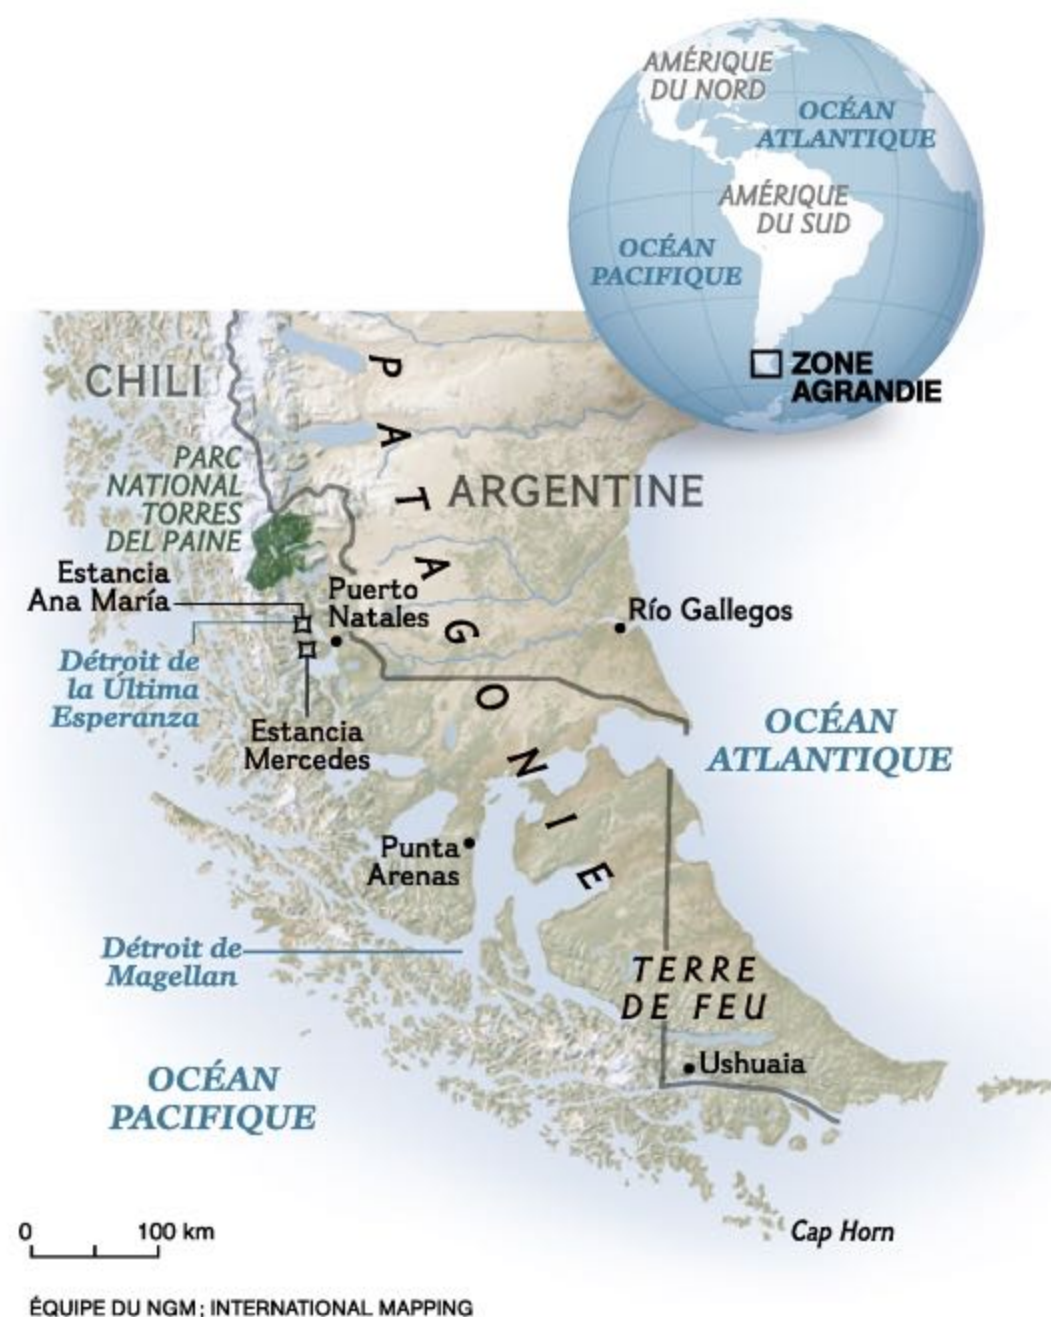 AMÉRIQUE
DU NORD
OCÉAN
ATLANTIQUE
AMÉRIQUE
DU SUD
OCÉAN
PACIFIQUE
ZONE
AGRANDIE
CHILI
PATAGONIE
ARGENTINE
PARC
NATIONAL
TORRES
DEL PAINE
Estancia
Ana María
Puerto
Natales
Río Gallegos
Détroit de
la Última
Esperanza
Estancia
Mercedes
OCÉAN
ATLANTIQUE
Punta
Arenas
Détroit de
Magellan
TERRE
DE FEU
Ushuaia
OCÉAN
PACIFIQUE
Cap Horn
0 100 km
ÉQUIPE DU NGM; INTERNATIONAL MAPPING